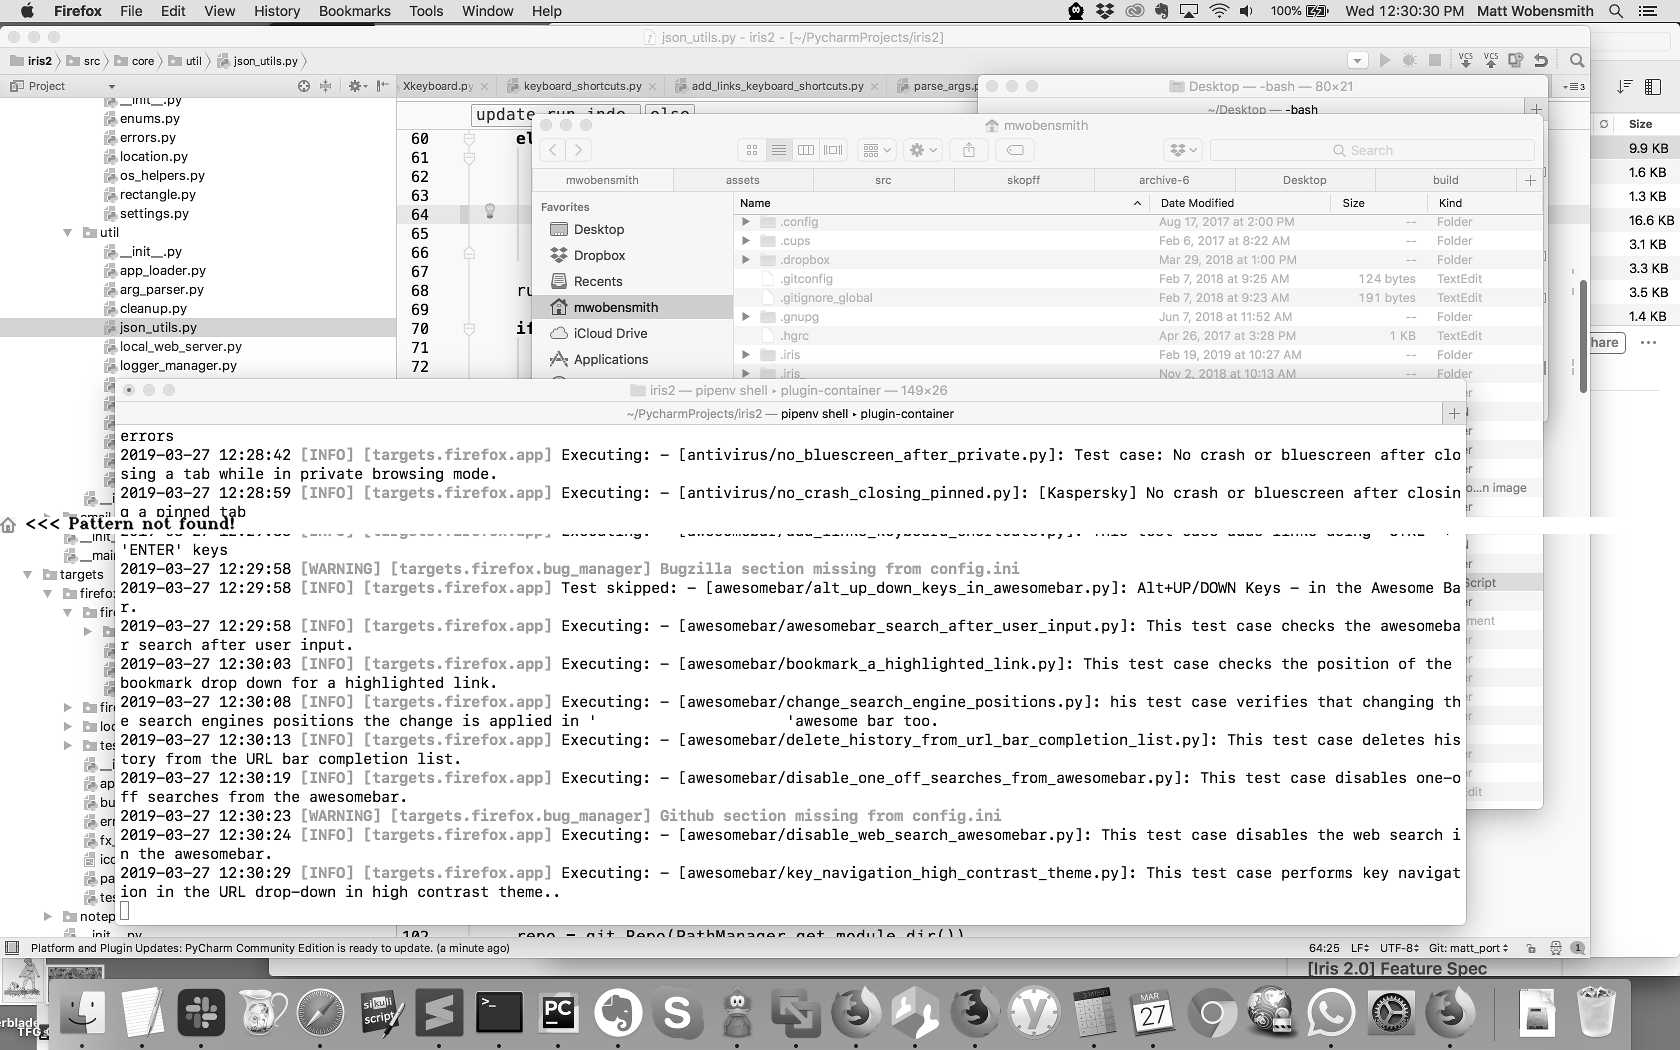 Firefox File Edit View History Bookmarks Tools Window Help 100% Wed 12:30:30 PM Matt Wobensmith
json_utils.py - iris2 - [~/PycharmProjects/iris2]
iris2 src core util json_utils.py
Project
Xkeyboard.py keyboard_shortcuts.py add_links_keyboard_shortcuts.py parse_args.p
__init__.py
enums.py
errors.py
location.py
os_helpers.py
rectangle.py
settings.py
util
__init__.py
app_loader.py
arg_parser.py
cleanup.py
json_utils.py
local_web_server.py
logger_manager.py
targets
firefo
fire
notep
60 el
61
62
63
64
65
66
67
68 ru
69
70 if
71
72
Desktop — -bash — 80×21
~/Desktop — -bash
Size
9.9 KB
1.6 KB
1.3 KB
16.6 KB
3.1 KB
3.3 KB
3.5 KB
1.4 KB
hare
mwobensmith
Search
mwobensmith assets src skopff archive-6 Desktop build
Favorites
Desktop
Dropbox
Recents
mwobensmith
iCloud Drive
Applications
Name Date Modified Size Kind
.config Aug 17, 2017 at 2:00 PM -- Folder
.cups Feb 6, 2017 at 8:22 AM -- Folder
.dropbox Mar 29, 2018 at 1:00 PM -- Folder
.gitconfig Feb 7, 2018 at 9:25 AM 124 bytes TextEdit
.gitignore_global Feb 7, 2018 at 9:23 AM 191 bytes TextEdit
.gnupg Jun 7, 2018 at 11:52 AM -- Folder
.hgrc Apr 26, 2017 at 3:28 PM 1 KB TextEdit
.iris Feb 19, 2019 at 10:27 AM -- Folder
.iris_ Nov 2, 2018 at 10:13 AM -- Folder
o...n image
Script
ment
iris2 — pipenv shell ▸ plugin-container — 149×26
~/PycharmProjects/iris2 — pipenv shell ▸ plugin-container
errors
2019-03-27 12:28:42 [INFO] [targets.firefox.app] Executing: - [antivirus/no_bluescreen_after_private.py]: Test case: No crash or bluescreen after clo
sing a tab while in private browsing mode.
2019-03-27 12:28:59 [INFO] [targets.firefox.app] Executing: - [antivirus/no_crash_closing_pinned.py]: [Kaspersky] No crash or bluescreen after closin
g a pinned tab
<<< Pattern not found!
'ENTER' keys
2019-03-27 12:29:58 [WARNING] [targets.firefox.bug_manager] Bugzilla section missing from config.ini
2019-03-27 12:29:58 [INFO] [targets.firefox.app] Test skipped: - [awesomebar/alt_up_down_keys_in_awesomebar.py]: Alt+UP/DOWN Keys - in the Awesome Ba
r.
2019-03-27 12:29:58 [INFO] [targets.firefox.app] Executing: - [awesomebar/awesomebar_search_after_user_input.py]: This test case checks the awesomeba
r search after user input.
2019-03-27 12:30:03 [INFO] [targets.firefox.app] Executing: - [awesomebar/bookmark_a_highlighted_link.py]: This test case checks the position of the
bookmark drop down for a highlighted link.
2019-03-27 12:30:08 [INFO] [targets.firefox.app] Executing: - [awesomebar/change_search_engine_positions.py]: his test case verifies that changing th
e search engines positions the change is applied in ' 'awesome bar too.
2019-03-27 12:30:13 [INFO] [targets.firefox.app] Executing: - [awesomebar/delete_history_from_url_bar_completion_list.py]: This test case deletes his
tory from the URL bar completion list.
2019-03-27 12:30:19 [INFO] [targets.firefox.app] Executing: - [awesomebar/disable_one_off_searches_from_awesomebar.py]: This test case disables one-o
ff searches from the awesomebar.
2019-03-27 12:30:23 [WARNING] [targets.firefox.bug_manager] Github section missing from config.ini
2019-03-27 12:30:24 [INFO] [targets.firefox.app] Executing: - [awesomebar/disable_web_search_awesomebar.py]: This test case disables the web search i
n the awesomebar.
2019-03-27 12:30:29 [INFO] [targets.firefox.app] Executing: - [awesomebar/key_navigation_high_contrast_theme.py]: This test case performs key navigat
ion in the URL drop-down in high contrast theme..
Platform and Plugin Updates: PyCharm Community Edition is ready to update. (a minute ago) 64:25 LF UTF-8 Git: matt_port 1
[Iris 2.0] Feature Spec
sikuli
script
PC
MAR
27